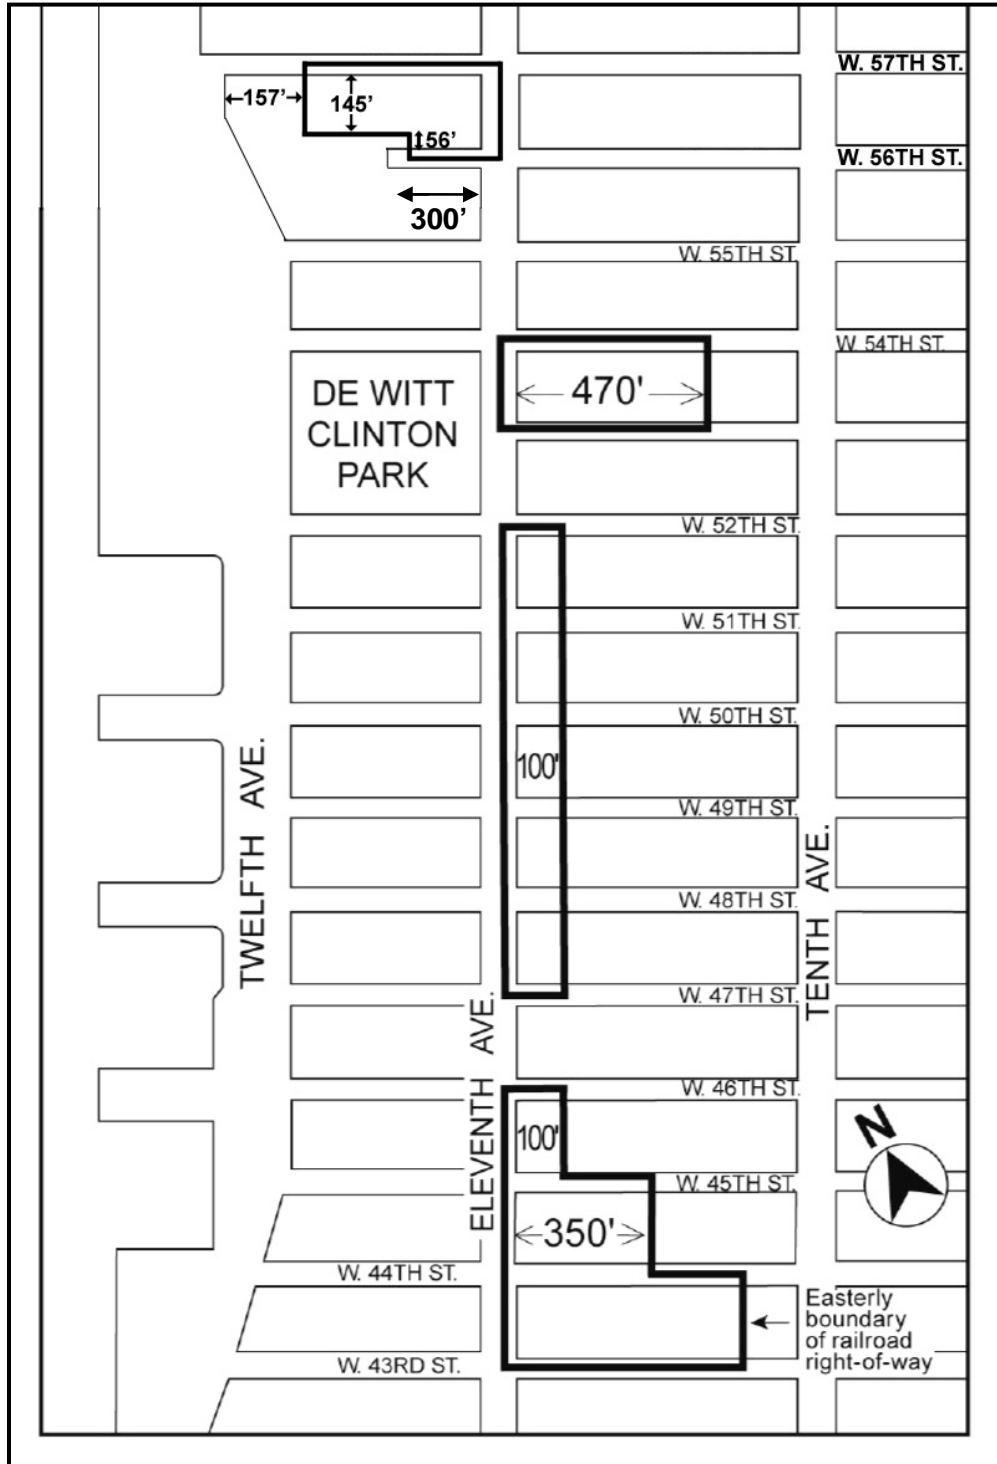 W. 57TH ST.
157'
145'
56'
W. 56TH ST.
300'
W. 55TH ST.
W. 54TH ST.
470'
DE WITT
CLINTON
PARK
W. 52TH ST.
W. 51TH ST.
W. 50TH ST.
100'
W. 49TH ST.
TWELFTH AVE.
TENTH AVE.
W. 48TH ST.
W. 47TH ST.
ELEVENTH AVE.
W. 46TH ST.
100'
N
W. 45TH ST.
350'
W. 44TH ST.
Easterly
boundary
of railroad
right-of-way
W. 43RD ST.